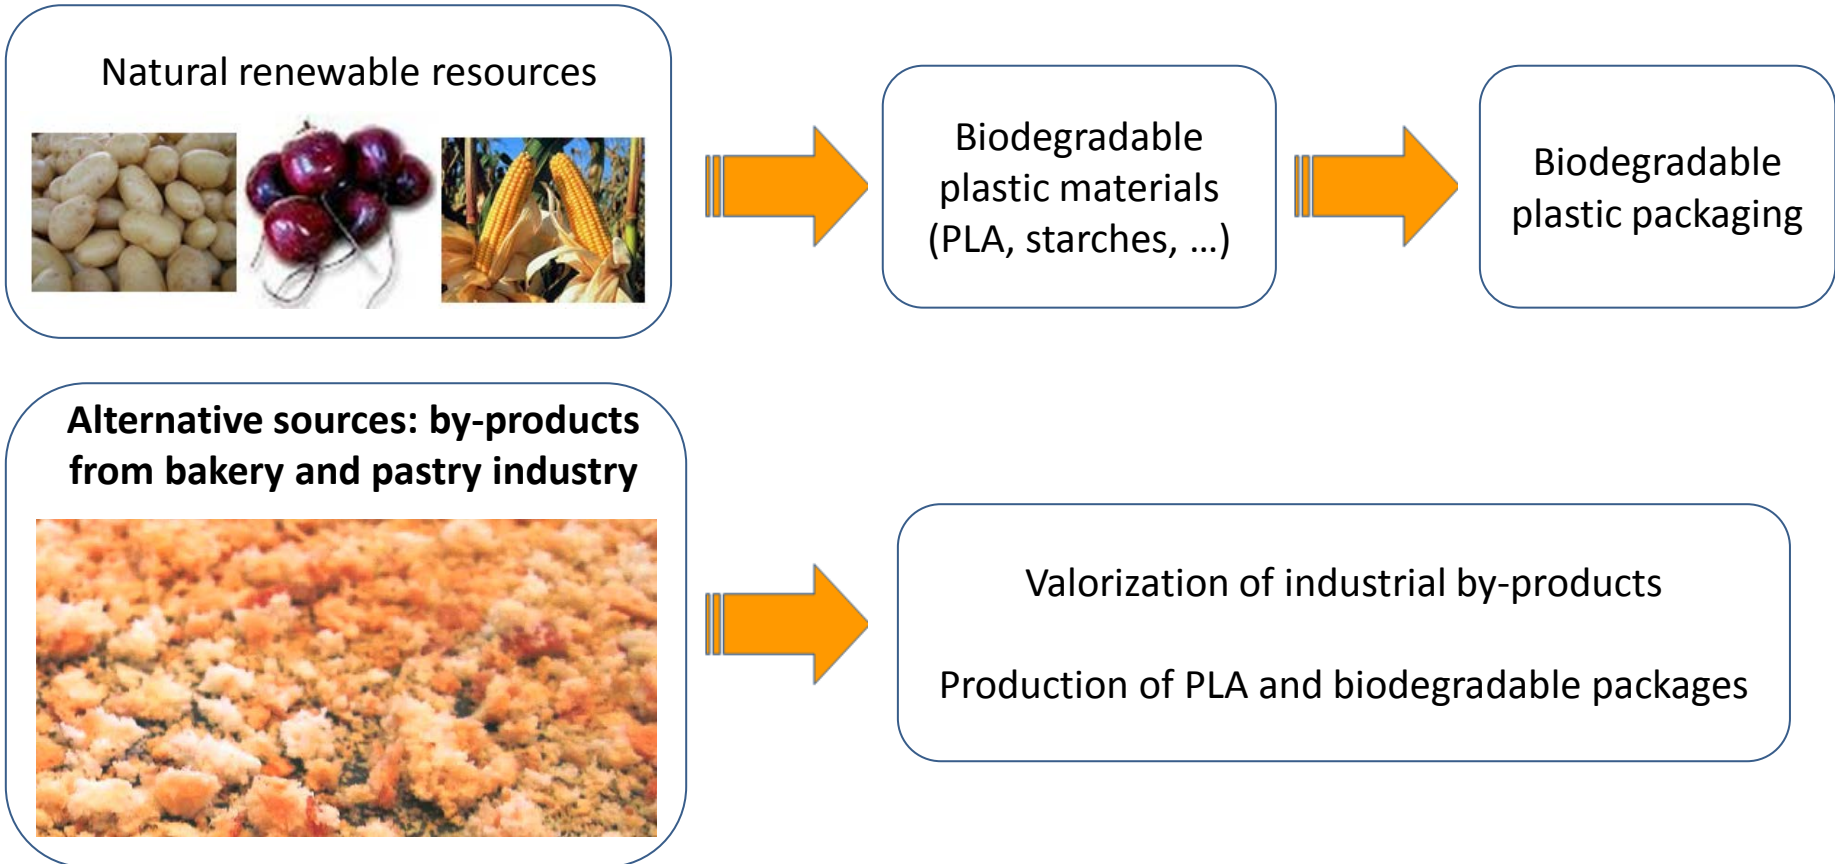 Natural renewable resources
Biodegradable
plastic materials
(PLA, starches, ...)
Biodegradable
plastic packaging
Alternative sources: by-products
from bakery and pastry industry
Valorization of industrial by-products
Production of PLA and biodegradable packages